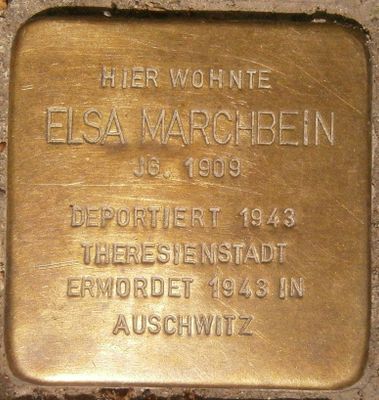 HIER WOHNTE
ELSA MARCHBEIN
JG. 1909
DEPORTIERT 1943
THERESIENSTADT
ERMORDET 1943 IN
AUSCHWITZ